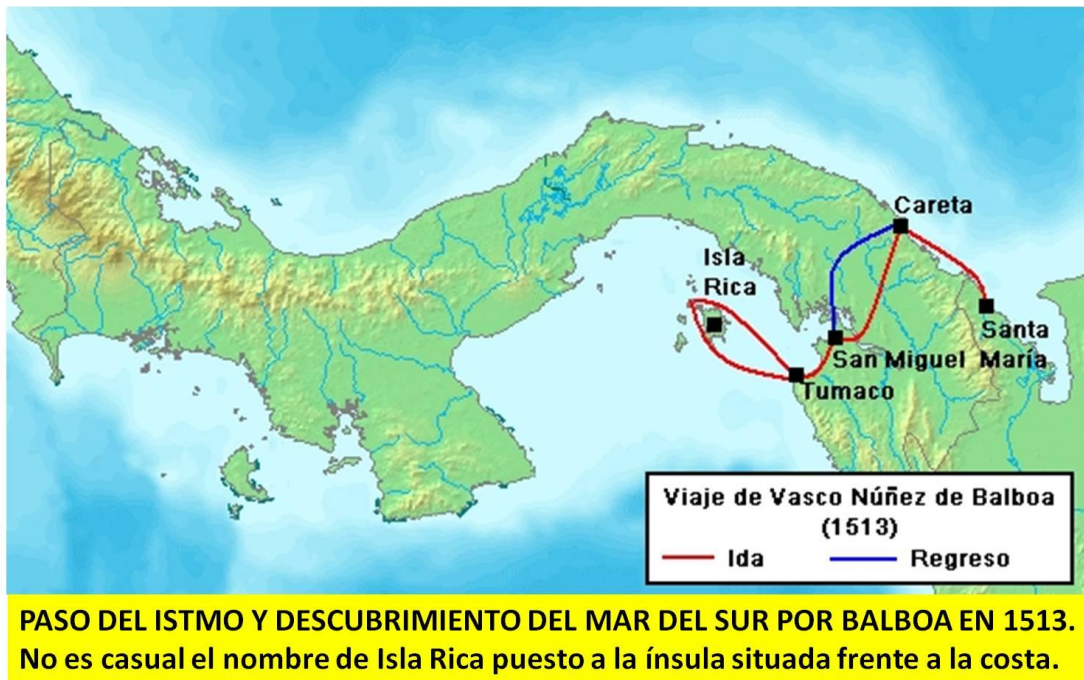 Careta
Isla
Rica
Santa
María
San Miguel
Tumaco
Viaje de Vasco Núñez de Balboa
(1513)
Ida
Regreso
PASO DEL ISTMO Y DESCUBRIMIENTO DEL MAR DEL SUR POR BALBOA EN 1513.
No es casual el nombre de Isla Rica puesto a la ínsula situada frente a la costa.